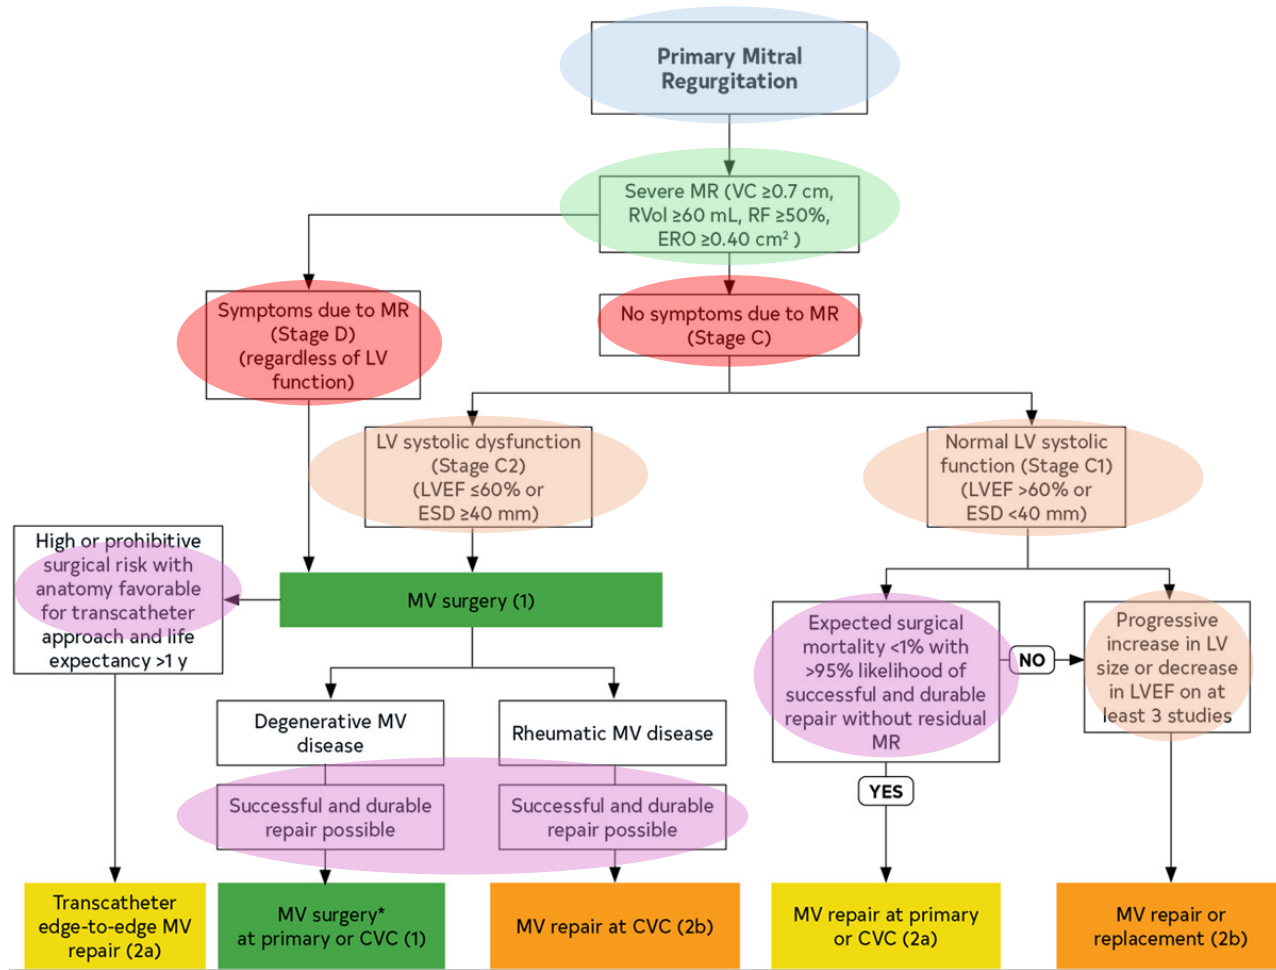 Primary Mitral
Regurgitation
Severe MR (VC ≥0.7 cm,
RVol ≥60 mL, RF ≥50%,
ERO ≥0.40 cm² )
Symptoms due to MR
(Stage D)
(regardless of LV
function)
No symptoms due to MR
(Stage C)
LV systolic dysfunction
(Stage C2)
(LVEF ≤60% or
ESD ≥40 mm)
Normal LV systolic
function (Stage C1)
(LVEF >60% or
ESD <40 mm)
High or prohibitive
surgical risk with
anatomy favorable
for transcatheter
approach and life
expectancy >1 y
MV surgery (1)
Expected surgical
mortality <1% with
>95% likelihood of
successful and durable
repair without residual
MR
NO
Progressive
increase in LV
size or decrease
in LVEF on at
least 3 studies
Degenerative MV
disease
Rheumatic MV disease
YES
Successful and durable
repair possible
Successful and durable
repair possible
Transcatheter
edge-to-edge MV
repair (2a)
MV surgery*
at primary or CVC (1)
MV repair at CVC (2b)
MV repair at primary
or CVC (2a)
MV repair or
replacement (2b)